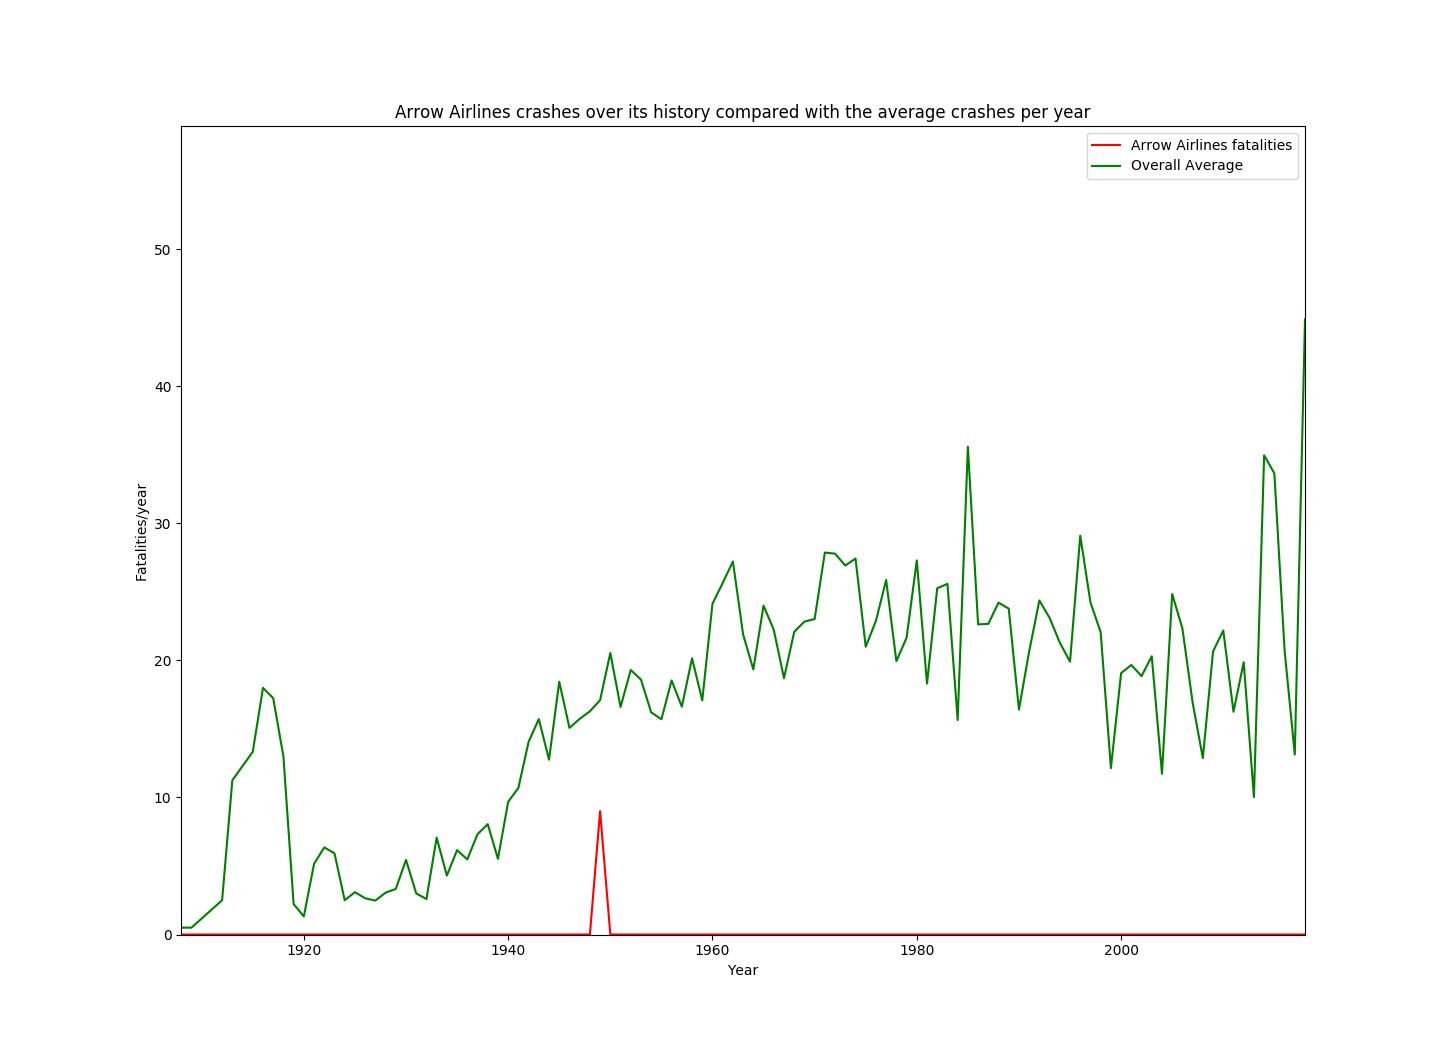 Arrow Airlines crashes over its history compared with the average crashes per year
Arrow Airlines fatalities
Overall Average
50
40
30
20
10
0
Fatalities/year
1920 1940 1960 1980 2000
Year